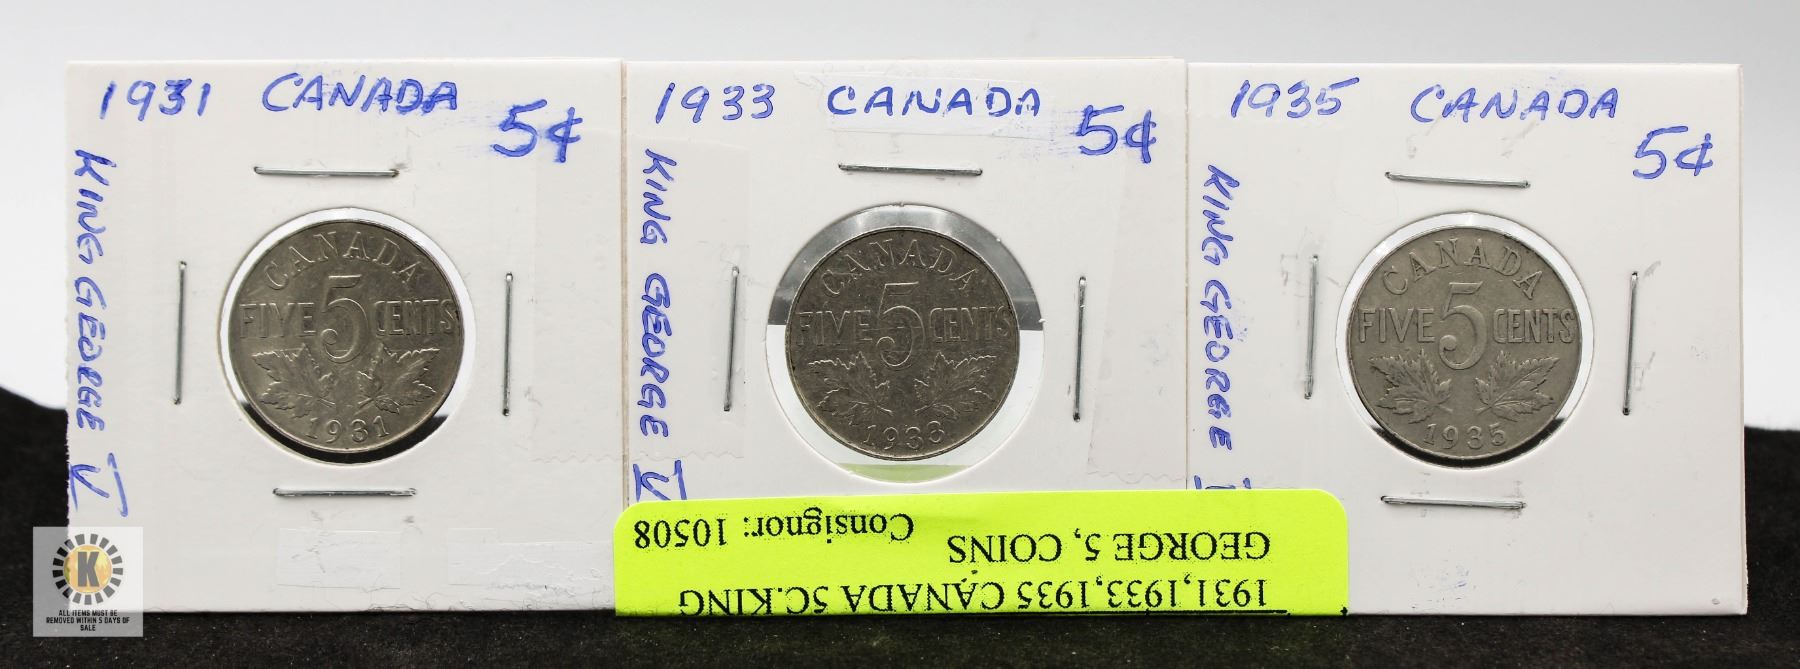 1931 CANADA
5¢
KING GEORGE V
CANADA
FIVE 5 CENTS
1931
1933 CANADA
5¢
KING GEORGE V
CANADA
FIVE 5 CENTS
1933
1935 CANADA
5¢
KING GEORGE
CANADA
FIVE 5 CENTS
1935
1931,1933,1935 CANADA 5C.KING
GEORGE 5, COINS
Consignor: 10508
K
ALL ITEMS MUST BE
REMOVED WITHIN 5 DAYS OF
SALE